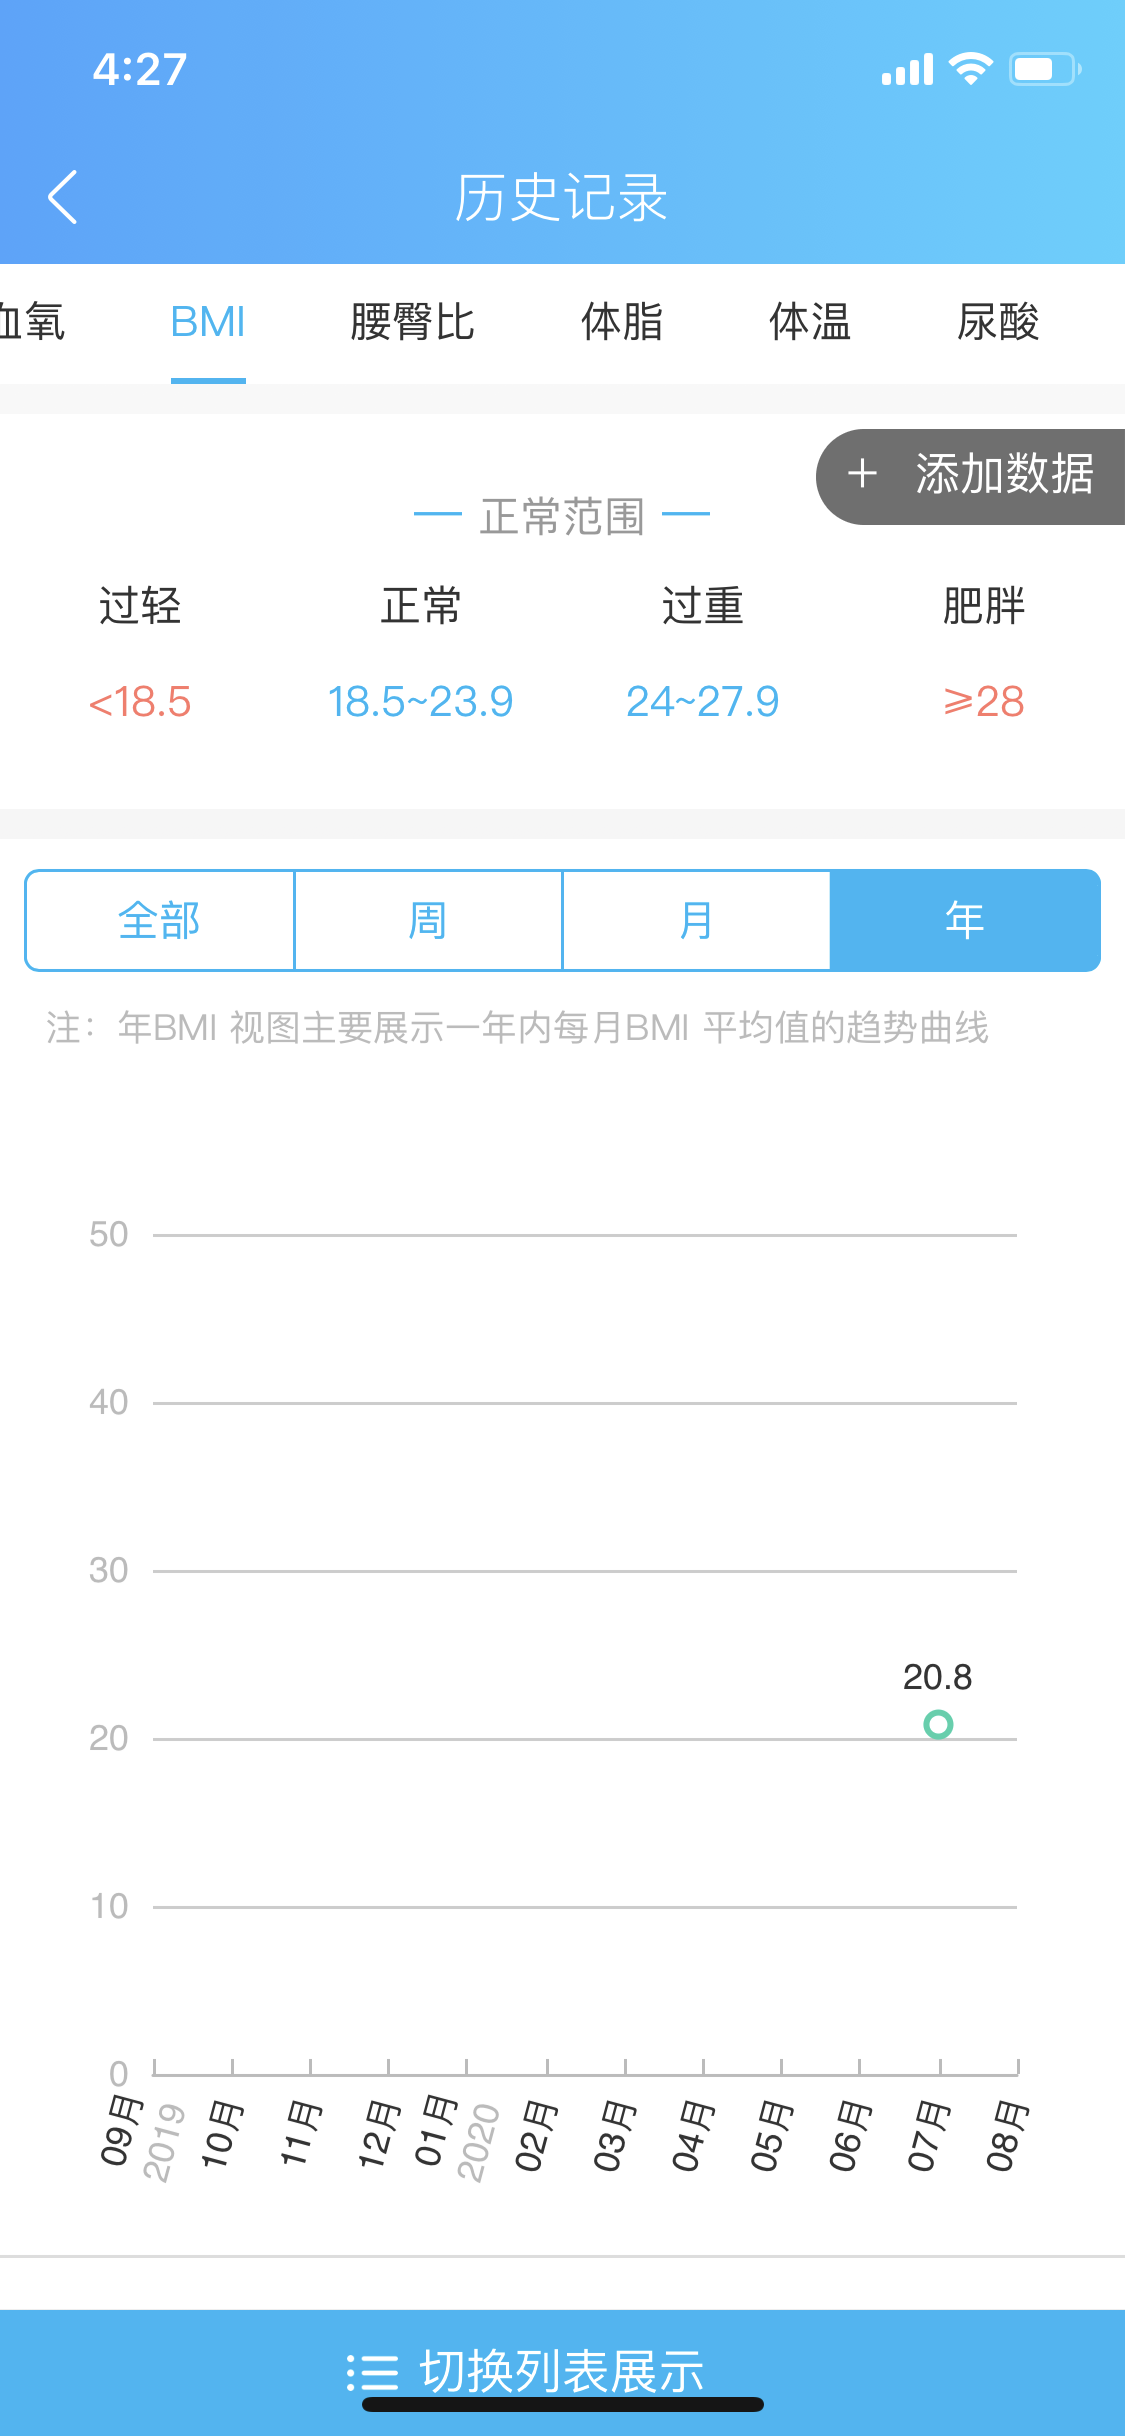 4:27
历史记录
血氧 BMI 腰臀比 体脂 体温 尿酸
+ 添加数据
正常范围
过轻 正常 过重 肥胖
<18.5 18.5~23.9 24~27.9 ≥28
全部 周 月 年
注：年BMI 视图主要展示一年内每月BMI 平均值的趋势曲线
50
40
30
20.8
20
10
0
09月 10月 11月 12月 01月 02月 03月 04月 05月 06月 07月 08月
2019 2020
切换列表展示